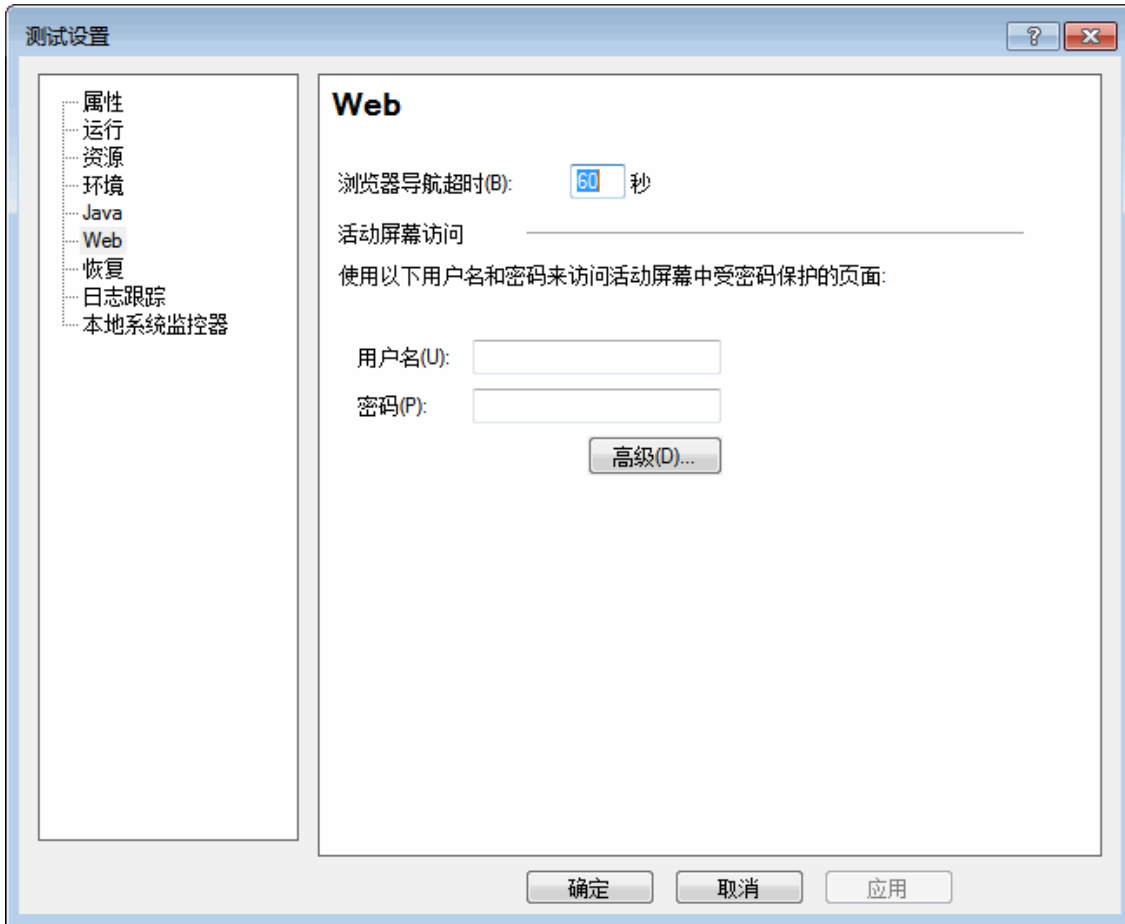 测试设置
属性
运行
资源
环境
Java
Web
恢复
日志跟踪
本地系统监控器
Web
浏览器导航超时(B): 60 秒
活动屏幕访问
使用以下用户名和密码来访问活动屏幕中受密码保护的页面:
用户名(U):
密码(P):
高级(D)...
确定 取消 应用